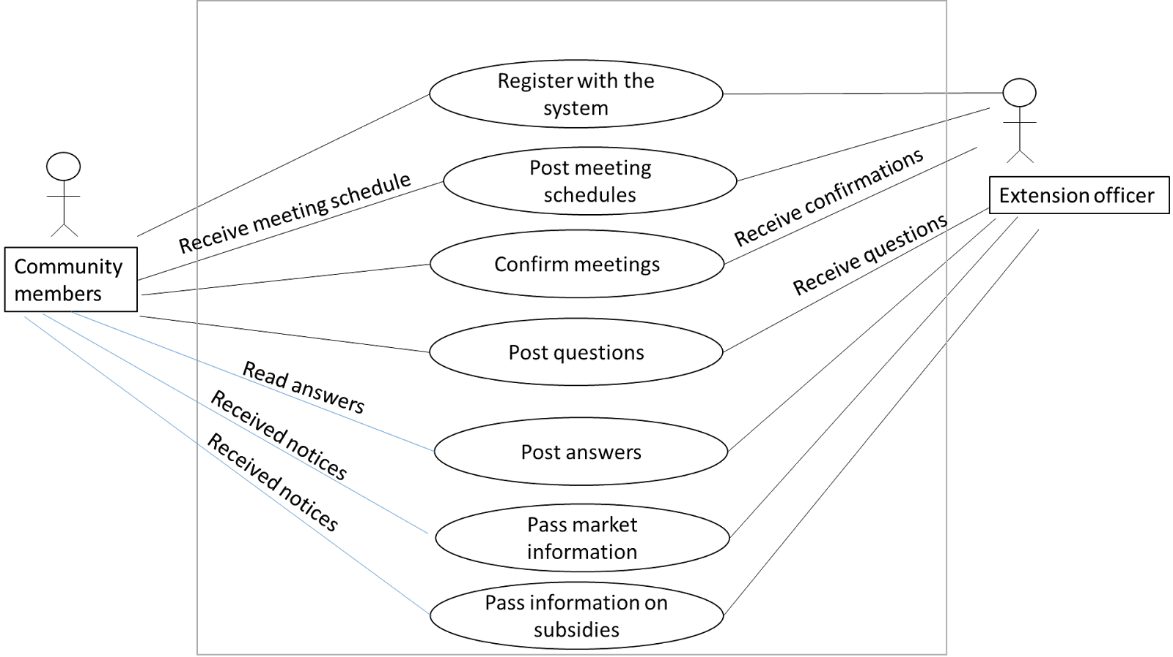 Register with the
system
Post meeting
schedules
Receive meeting schedule
Receive confirmations
Extension officer
Community
members
Confirm meetings
Receive questions
Post questions
Read answers
Received notices
Post answers
Received notices
Pass market
information
Pass information on
subsidies